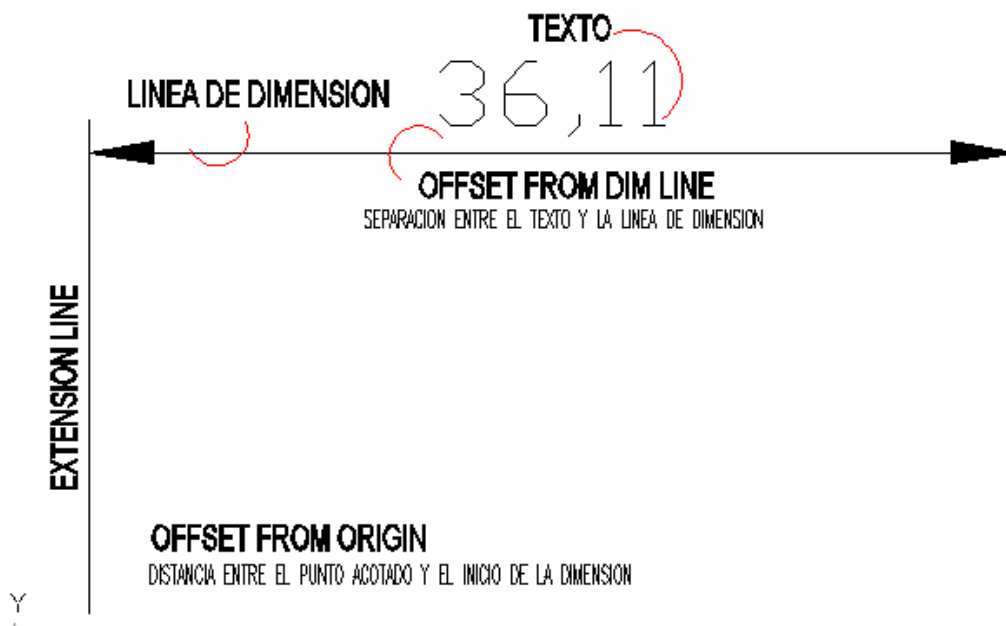 TEXTO
36,11
LINEA DE DIMENSION
OFFSET FROM DIM LINE
SEPARACION ENTRE EL TEXTO Y LA LINEA DE DIMENSION
EXTENSION LINE
OFFSET FROM ORIGIN
DISTANCIA ENTRE EL PUNTO ACOTADO Y EL INICIO DE LA DIMENSION
Y